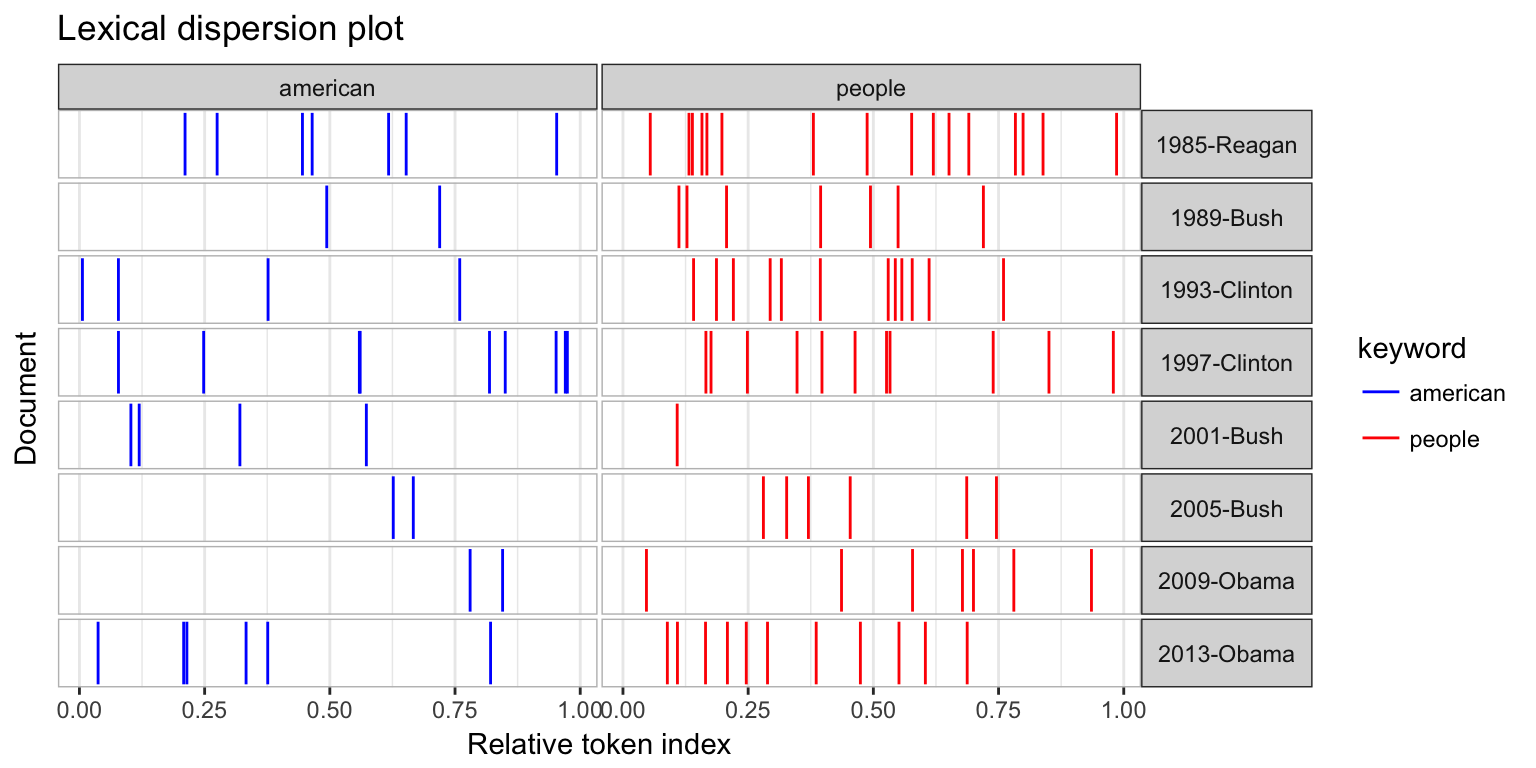 Lexical dispersion plot
american people
1985-Reagan
1989-Bush
1993-Clinton
1997-Clinton
2001-Bush
2005-Bush
2009-Obama
2013-Obama
Document
0.00 0.25 0.50 0.75 1.00 0.00 0.25 0.50 0.75 1.00
Relative token index
keyword
american
people